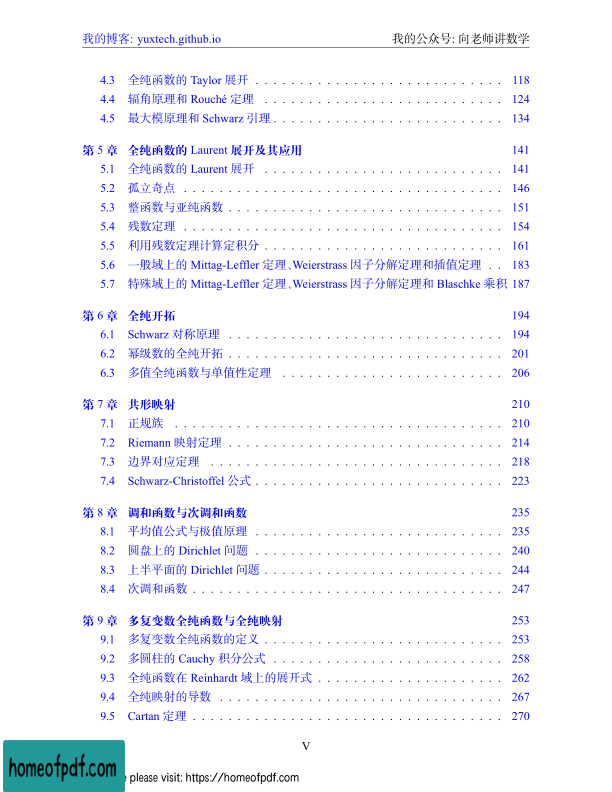 我的博客: yuxtech.github.io 我的公众号: 向老师讲数学
4.3 全纯函数的 Taylor 展开 . . . . . . . . . . . . . . . . . . . . . . . . . . . . 118
4.4 辐角原理和 Rouché 定理 . . . . . . . . . . . . . . . . . . . . . . . . . . . 124
4.5 最大模原理和 Schwarz 引理 . . . . . . . . . . . . . . . . . . . . . . . . . . 134
第 5 章 全纯函数的 Laurent 展开及其应用 141
5.1 全纯函数的 Laurent 展开 . . . . . . . . . . . . . . . . . . . . . . . . . . . 141
5.2 孤立奇点 . . . . . . . . . . . . . . . . . . . . . . . . . . . . . . . . . . . . 146
5.3 整函数与亚纯函数 . . . . . . . . . . . . . . . . . . . . . . . . . . . . . . . 151
5.4 残数定理 . . . . . . . . . . . . . . . . . . . . . . . . . . . . . . . . . . . . 154
5.5 利用残数定理计算定积分 . . . . . . . . . . . . . . . . . . . . . . . . . . . 161
5.6 一般域上的 Mittag-Leffler 定理、Weierstrass 因子分解定理和插值定理 . . 183
5.7 特殊域上的 Mittag-Leffler 定理、Weierstrass 因子分解定理和 Blaschke 乘积 187
第 6 章 全纯开拓 194
6.1 Schwarz 对称原理 . . . . . . . . . . . . . . . . . . . . . . . . . . . . . . . 194
6.2 幂级数的全纯开拓 . . . . . . . . . . . . . . . . . . . . . . . . . . . . . . . 201
6.3 多值全纯函数与单值性定理 . . . . . . . . . . . . . . . . . . . . . . . . . 206
第 7 章 共形映射 210
7.1 正规族 . . . . . . . . . . . . . . . . . . . . . . . . . . . . . . . . . . . . . 210
7.2 Riemann 映射定理 . . . . . . . . . . . . . . . . . . . . . . . . . . . . . . . 214
7.3 边界对应定理 . . . . . . . . . . . . . . . . . . . . . . . . . . . . . . . . . 218
7.4 Schwarz-Christoffel 公式 . . . . . . . . . . . . . . . . . . . . . . . . . . . . 223
第 8 章 调和函数与次调和函数 235
8.1 平均值公式与极值原理 . . . . . . . . . . . . . . . . . . . . . . . . . . . . . 235
8.2 圆盘上的 Dirichlet 问题 . . . . . . . . . . . . . . . . . . . . . . . . . . . . 240
8.3 上半平面的 Dirichlet 问题 . . . . . . . . . . . . . . . . . . . . . . . . . . . 244
8.4 次调和函数 . . . . . . . . . . . . . . . . . . . . . . . . . . . . . . . . . . . 247
第 9 章 多复变数全纯函数与全纯映射 253
9.1 多复变数全纯函数的定义 . . . . . . . . . . . . . . . . . . . . . . . . . . . 253
9.2 多圆柱的 Cauchy 积分公式 . . . . . . . . . . . . . . . . . . . . . . . . . . 258
9.3 全纯函数在 Reinhardt 域上的展开式 . . . . . . . . . . . . . . . . . . . . . 262
9.4 全纯映射的导数 . . . . . . . . . . . . . . . . . . . . . . . . . . . . . . . . 267
9.5 Cartan 定理 . . . . . . . . . . . . . . . . . . . . . . . . . . . . . . . . . . . 270
V
homeofpdf.com
please visit: https://homeofpdf.com